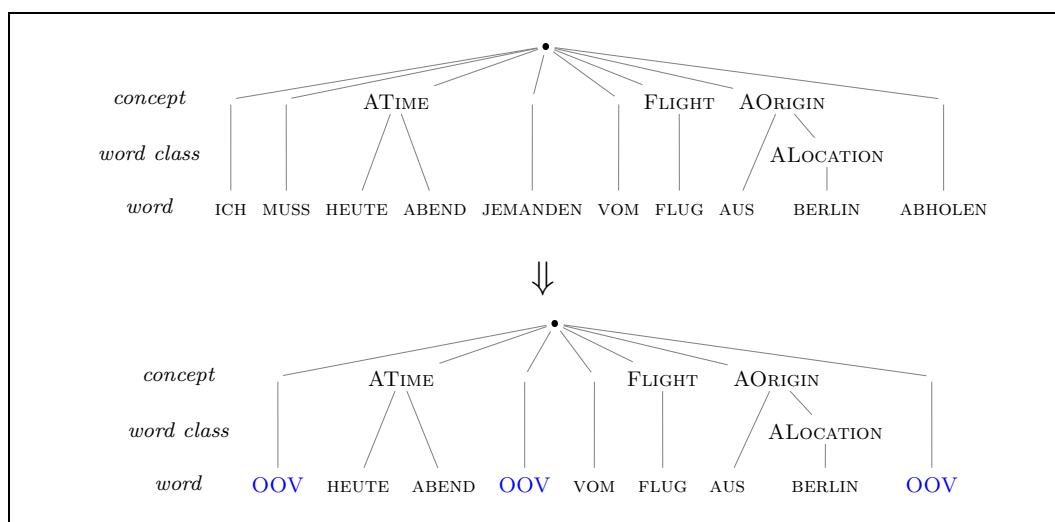 concept ATIME FLIGHT AORIGIN
word class ALOCATION
word ICH MUSS HEUTE ABEND JEMANDEN VOM FLUG AUS BERLIN ABHOLEN
⇓
concept ATIME FLIGHT AORIGIN
word class ALOCATION
word OOV HEUTE ABEND OOV VOM FLUG AUS BERLIN OOV